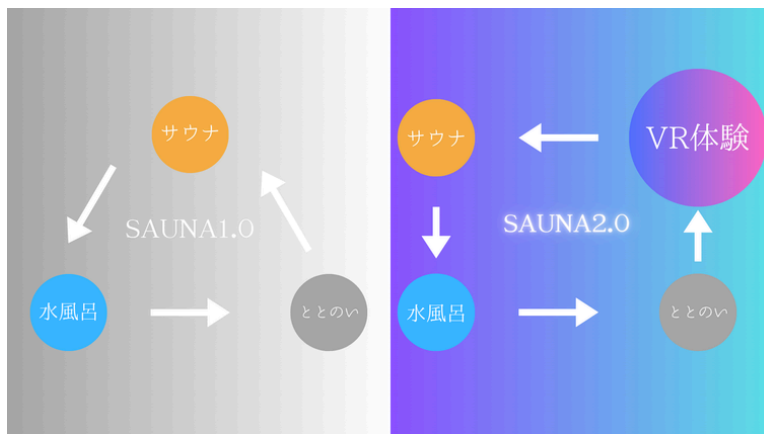 サウナ
SAUNA1.0
水風呂
ととのい
サウナ
VR体験
SAUNA2.0
水風呂
ととのい